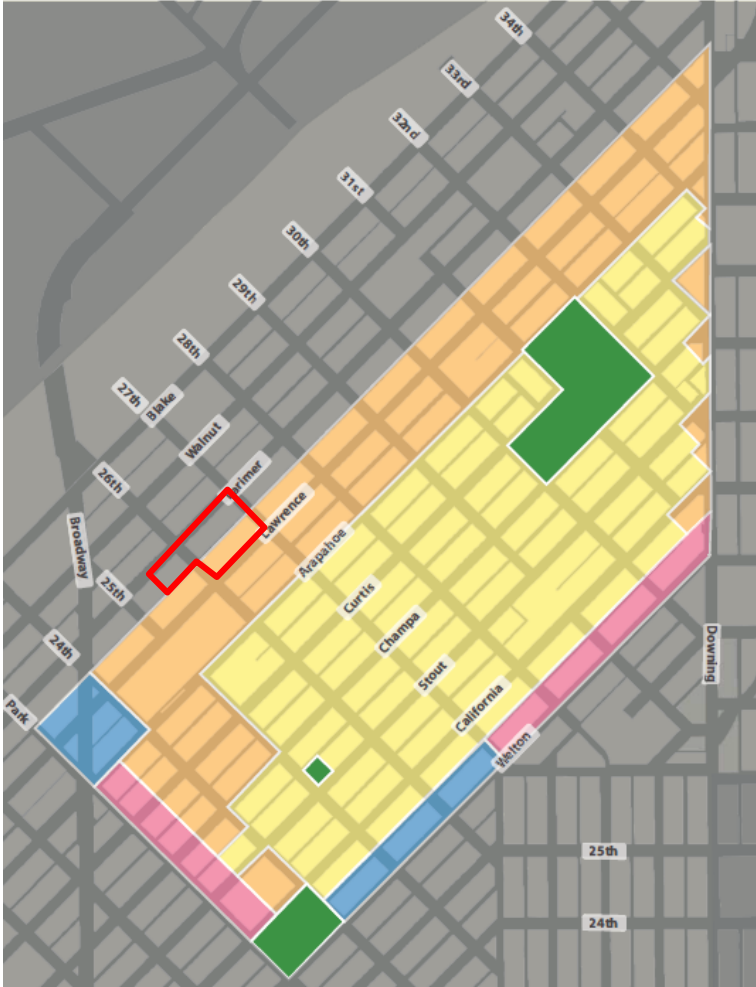 34th
33rd
32nd
31st
30th
29th
28th
27th
Blake
Walnut
26th
Lawrence
Broadway
Arapahoe
25th
Curtis
Champa
24th
Downing
Stout
California
Park
Welton
25th
24th